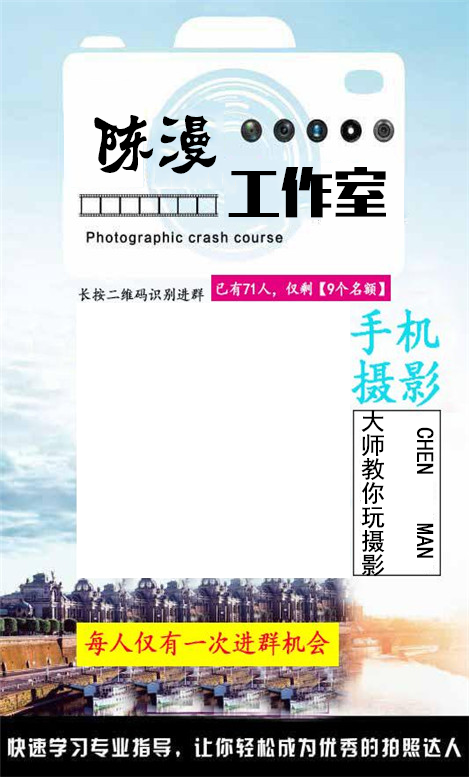 陈漫
工作室
Photographic crash course
长按二维码识别进群
已有71人，仅剩【9个名额】
手机
摄影
大师教你玩摄影
CHEN MAN
每人仅有一次进群机会
快速学习专业指导，让你轻松成为优秀的拍照达人